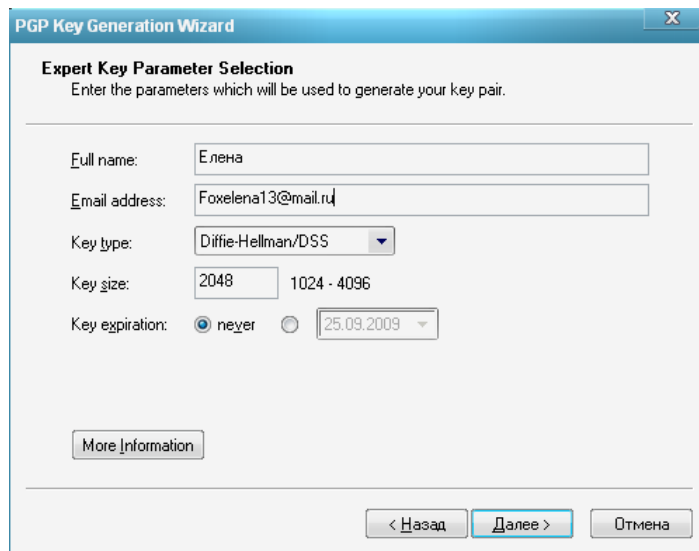 PGP Key Generation Wizard
Expert Key Parameter Selection
Enter the parameters which will be used to generate your key pair.
Full name: Елена
Email address: Foxelena13@mail.ru
Key type: Diffie-Hellman/DSS
Key size: 2048 1024 - 4096
Key expiration: never 25.09.2009
More Information
< Назад Далее > Отмена